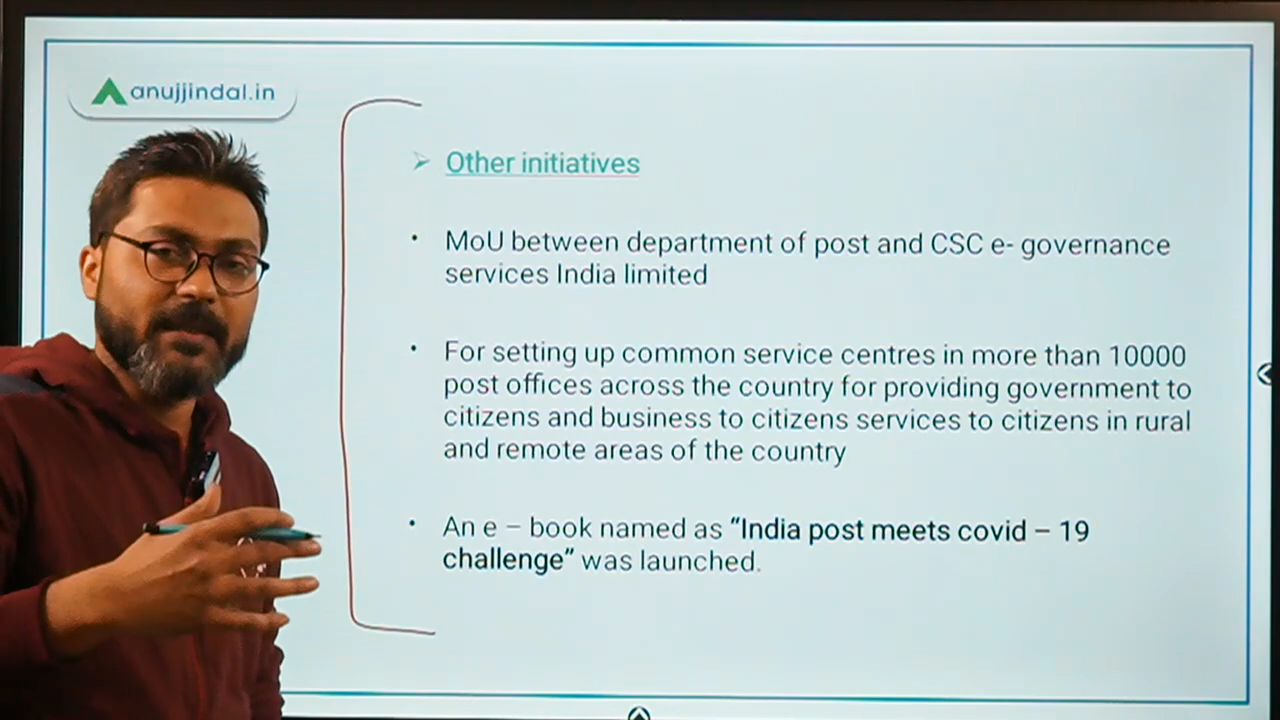 anujjindal.in
➢ Other initiatives
• MoU between department of post and CSC e- governance
services India limited
• For setting up common service centres in more than 10000
post offices across the country for providing government to
citizens and business to citizens services to citizens in rural
and remote areas of the country
• An e – book named as “India post meets covid – 19
challenge” was launched.